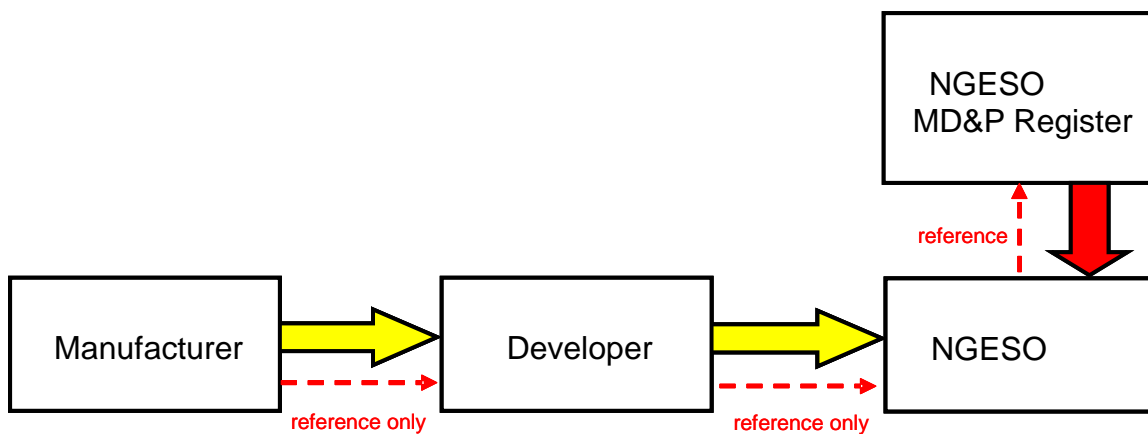 NGESO
MD&P Register
reference
Manufacturer
Developer
NGESO
reference only
reference only